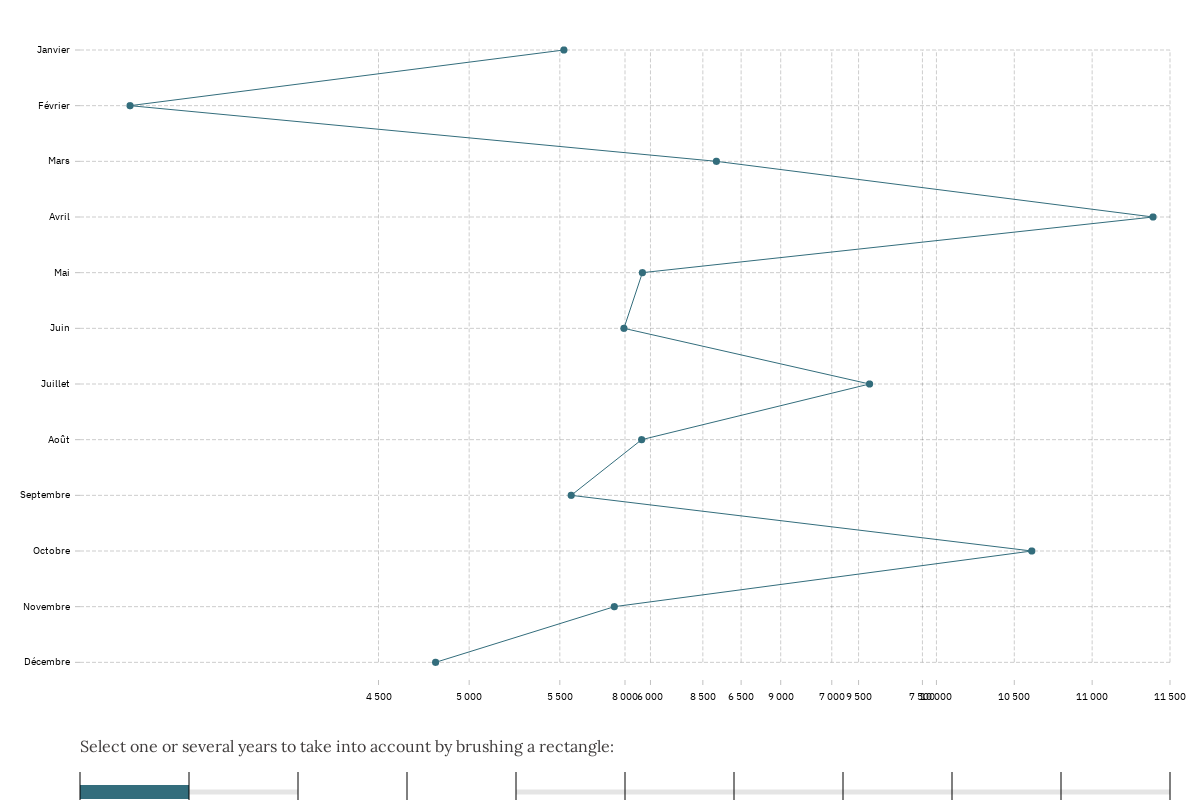 Janvier
Février
Mars
Avril
Mai
Juin
Juillet
Août
Septembre
Octobre
Novembre
Décembre
4 500 5 000 5 500 8 000 6 000 8 500 6 500 9 000 7 000 9 500 7 500 10 000 10 500 11 000 11 500
Select one or several years to take into account by brushing a rectangle: